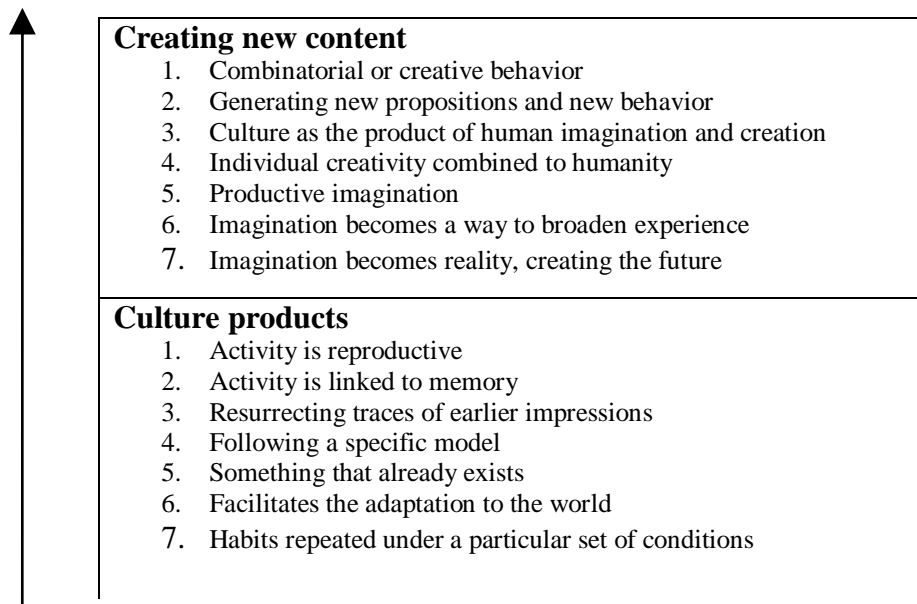 Creating new content
1. Combinatorial or creative behavior
2. Generating new propositions and new behavior
3. Culture as the product of human imagination and creation
4. Individual creativity combined to humanity
5. Productive imagination
6. Imagination becomes a way to broaden experience
7. Imagination becomes reality, creating the future
Culture products
1. Activity is reproductive
2. Activity is linked to memory
3. Resurrecting traces of earlier impressions
4. Following a specific model
5. Something that already exists
6. Facilitates the adaptation to the world
7. Habits repeated under a particular set of conditions